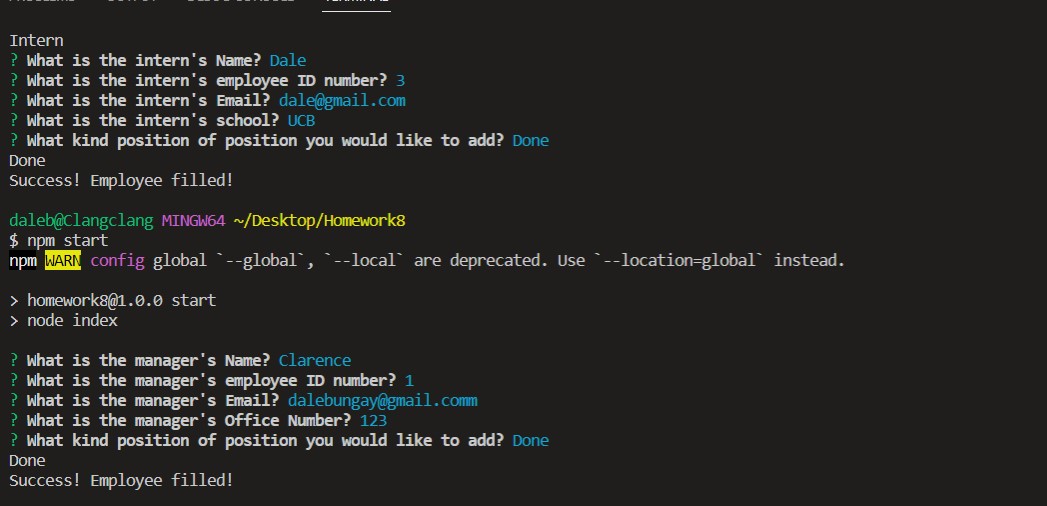 TERMINAL
Intern
? What is the intern's Name? Dale
? What is the intern's employee ID number? 3
? What is the intern's Email? dale@gmail.com
? What is the intern's school? UCB
? What kind position of position you would like to add? Done
Done
Success! Employee filled!
daleb@Clangclang MINGW64 ~/Desktop/Homework8
$ npm start
npm WARN config global `--global`, `--local` are deprecated. Use `--location=global` instead.
> homework8@1.0.0 start
> node index
? What is the manager's Name? Clarence
? What is the manager's employee ID number? 1
? What is the manager's Email? dalebungay@gmail.comm
? What is the manager's Office Number? 123
? What kind position of position you would like to add? Done
Done
Success! Employee filled!